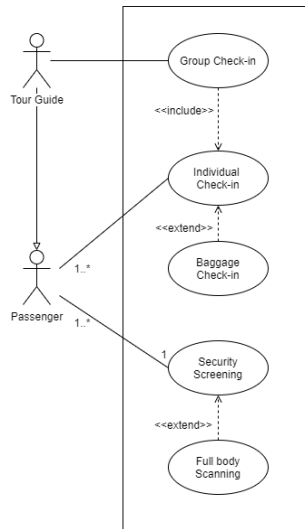 Group Check-in
Tour Guide
<<include>>
Individual
Check-in
<<extend>>
1..*
Baggage
Check-in
Passenger
1..*
1
Security
Screening
<<extend>>
Full body
Scanning